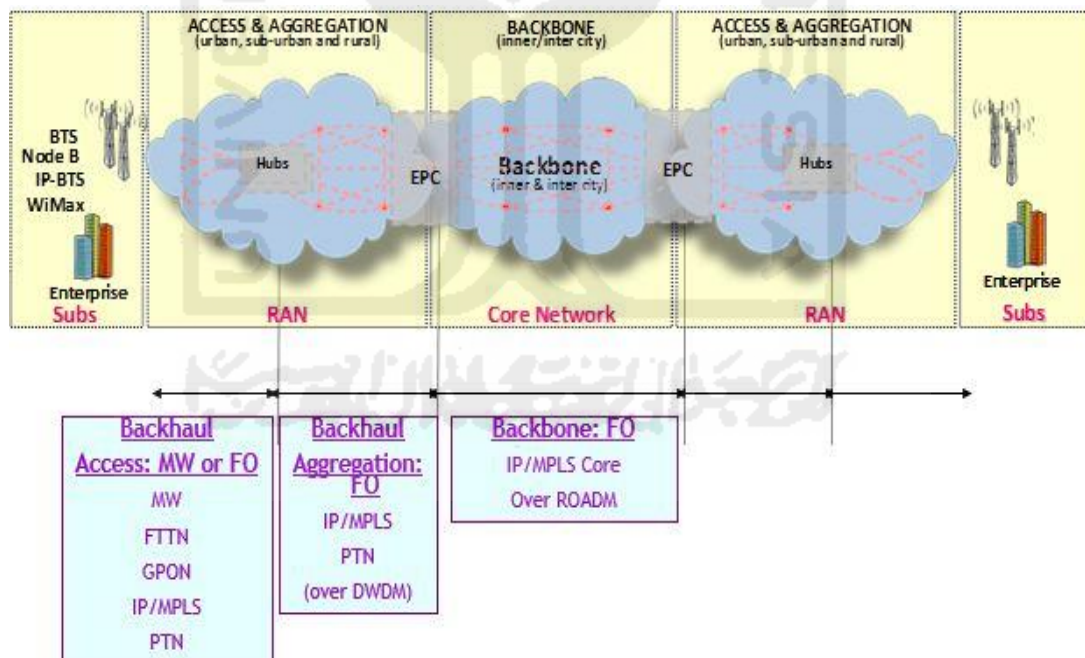 ACCESS & AGGREGATION
(urban, sub-urban and rural)
BACKBONE
(inner/inter city)
ACCESS & AGGREGATION
(urban, sub-urban and rural)
BTS
Node B
IP-BTS
WiMax
Enterprise
Subs
Hubs
RAN
EPC
Backbone
(inner & inter city)
Core Network
EPC
Hubs
RAN
Enterprise
Subs
Backhaul
Access: MW or FO
MW
FTTN
GPON
IP/MPLS
PTN
Backhaul
Aggregation:
FO
IP/MPLS
PTN
(over DWDM)
Backbone: FO
IP/MPLS Core
Over ROADM